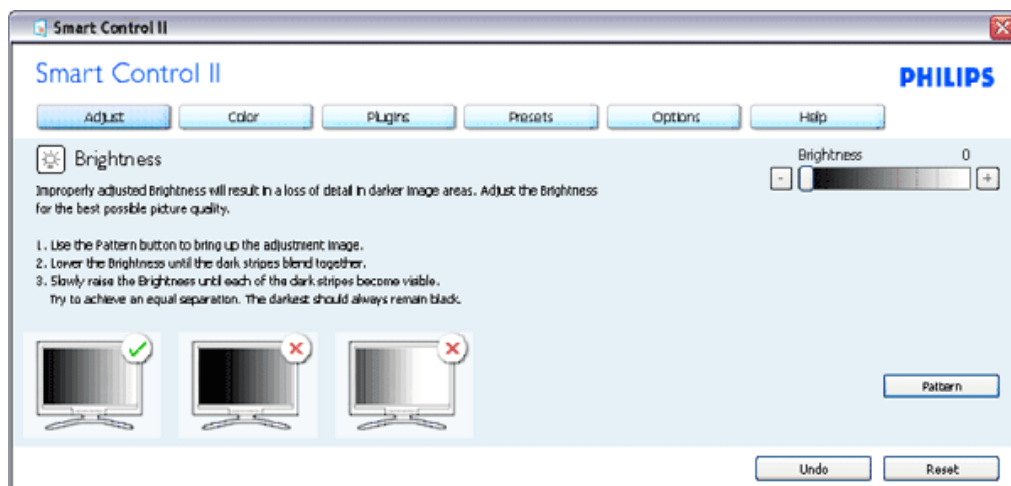 Smart Control II
Smart Control II
PHILIPS
Adjust Color Plugins Presets Options Help
Brightness
Brightness 0
Improperly adjusted Brightness will result in a loss of detail in darker image areas. Adjust the Brightness
for the best possible picture quality.
1. Use the Pattern button to bring up the adjustment image.
2. Lower the Brightness until the dark stripes blend together.
3. Slowly raise the Brightness until each of the dark stripes become visible.
Try to achieve an equal separation. The darkest should always remain black.
Pattern
Undo Reset